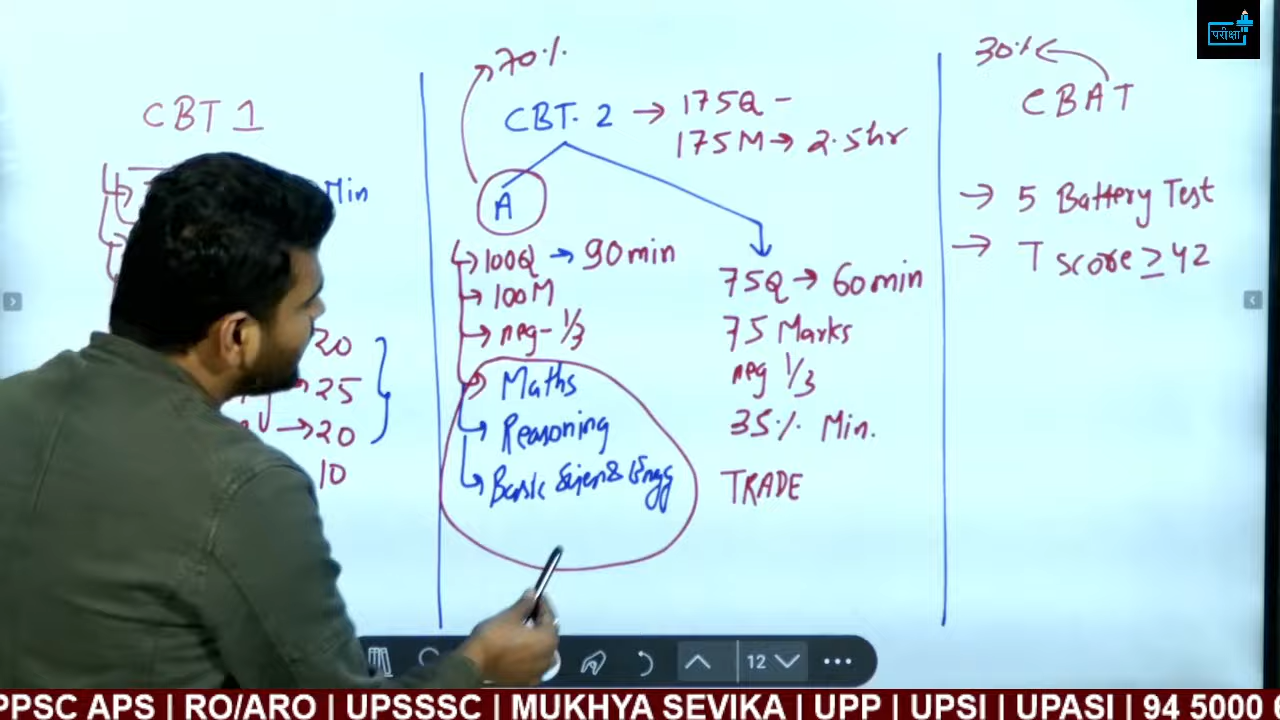 परीक्षा
CBT 1
Min
20
25
→ 20
10
70%
CBT. 2 → 175Q -
175M → 2.5hr
A
→ 100Q → 90min
→ 100M
→ neg - 1/3
→ Maths
→ Reasoning
→ Basic & Engg
75Q → 60min
75 Marks
neg 1/3
35% Min.
TRADE
30%
CBAT
→ 5 Battery Test
→ T score ≥ 42
12
PPSC APS | RO/ARO | UPSSSC | MUKHYA SEVIKA | UPP | UPSI | UPASI | 94 5000